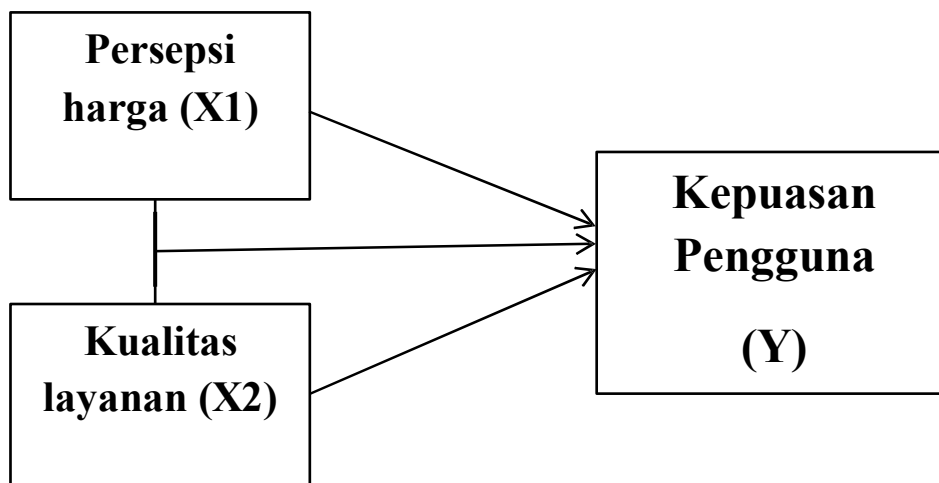 Persepsi
harga (X1)
Kualitas
layanan (X2)
Kepuasan
Pengguna
(Y)